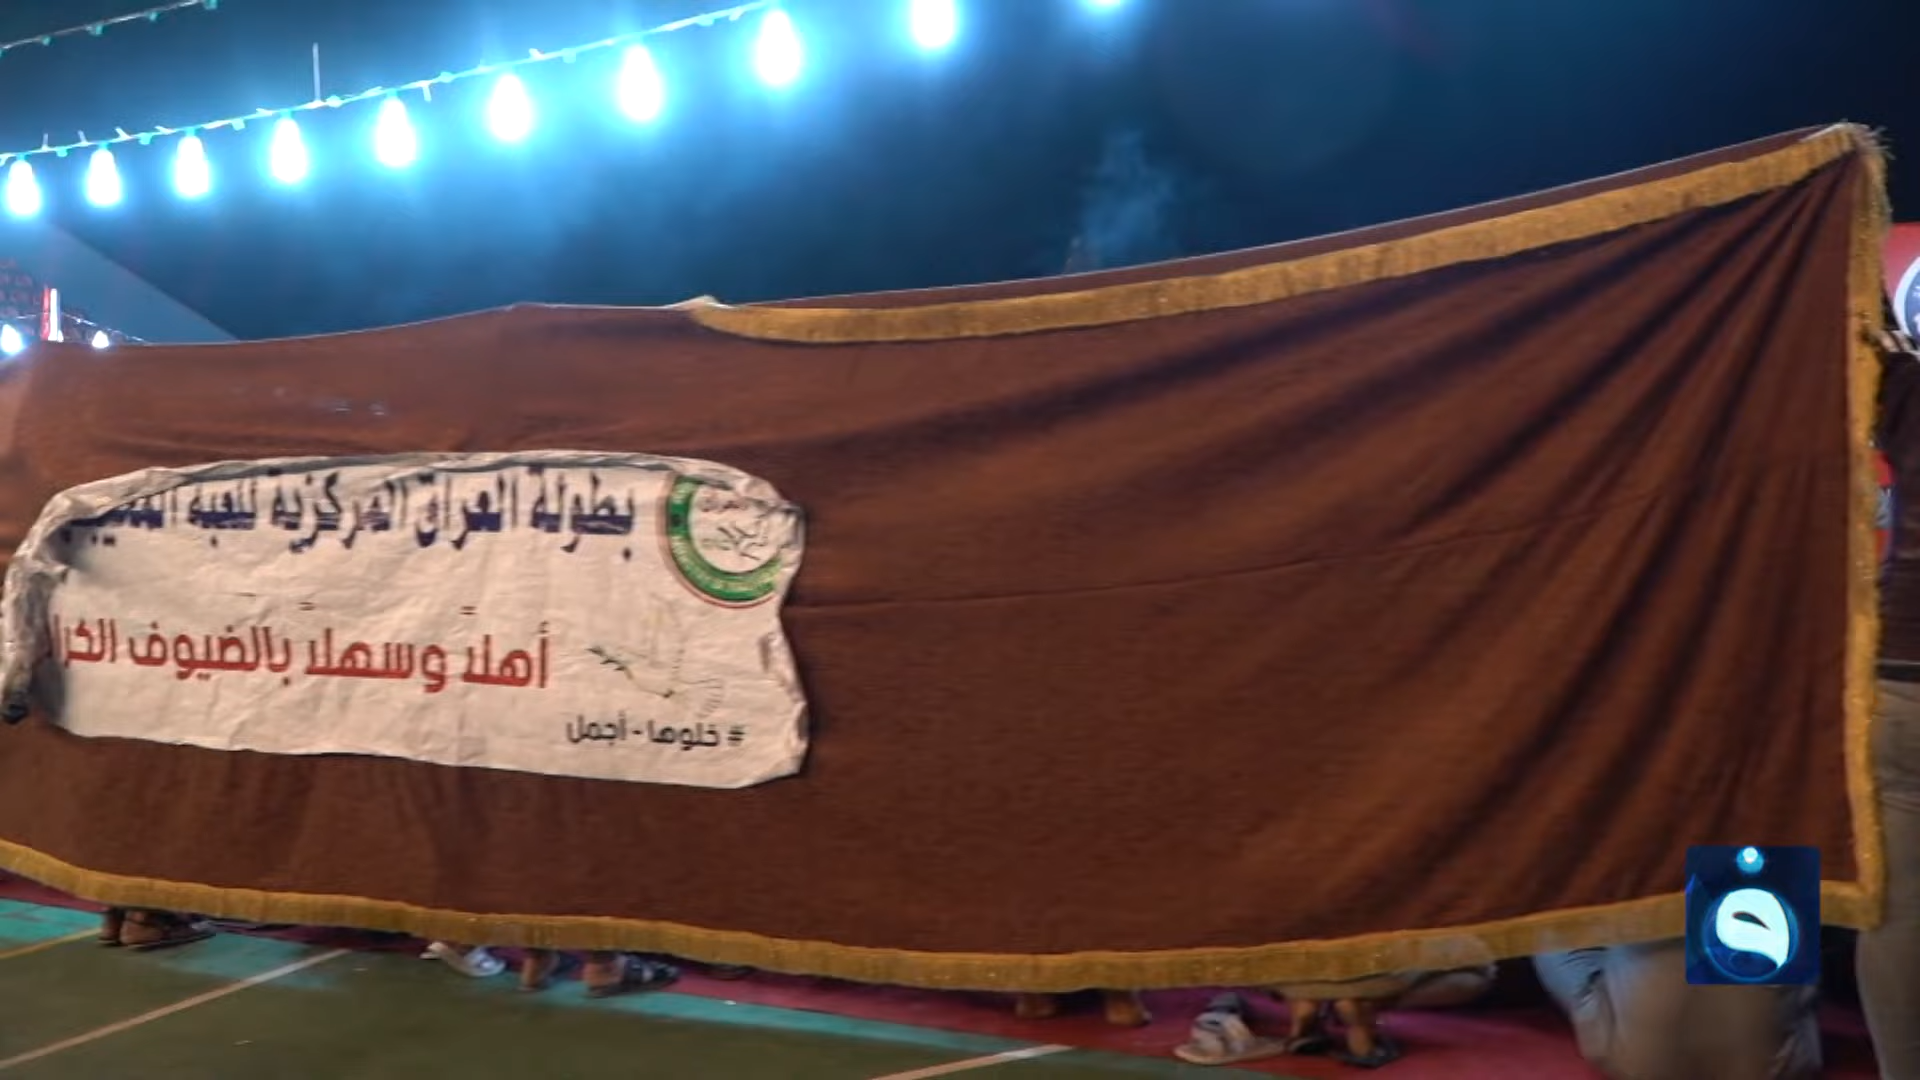 بطولة العراق المركزية للعبة
أهلاً وسهلاً بالضيوف
# خلوها - أجمل